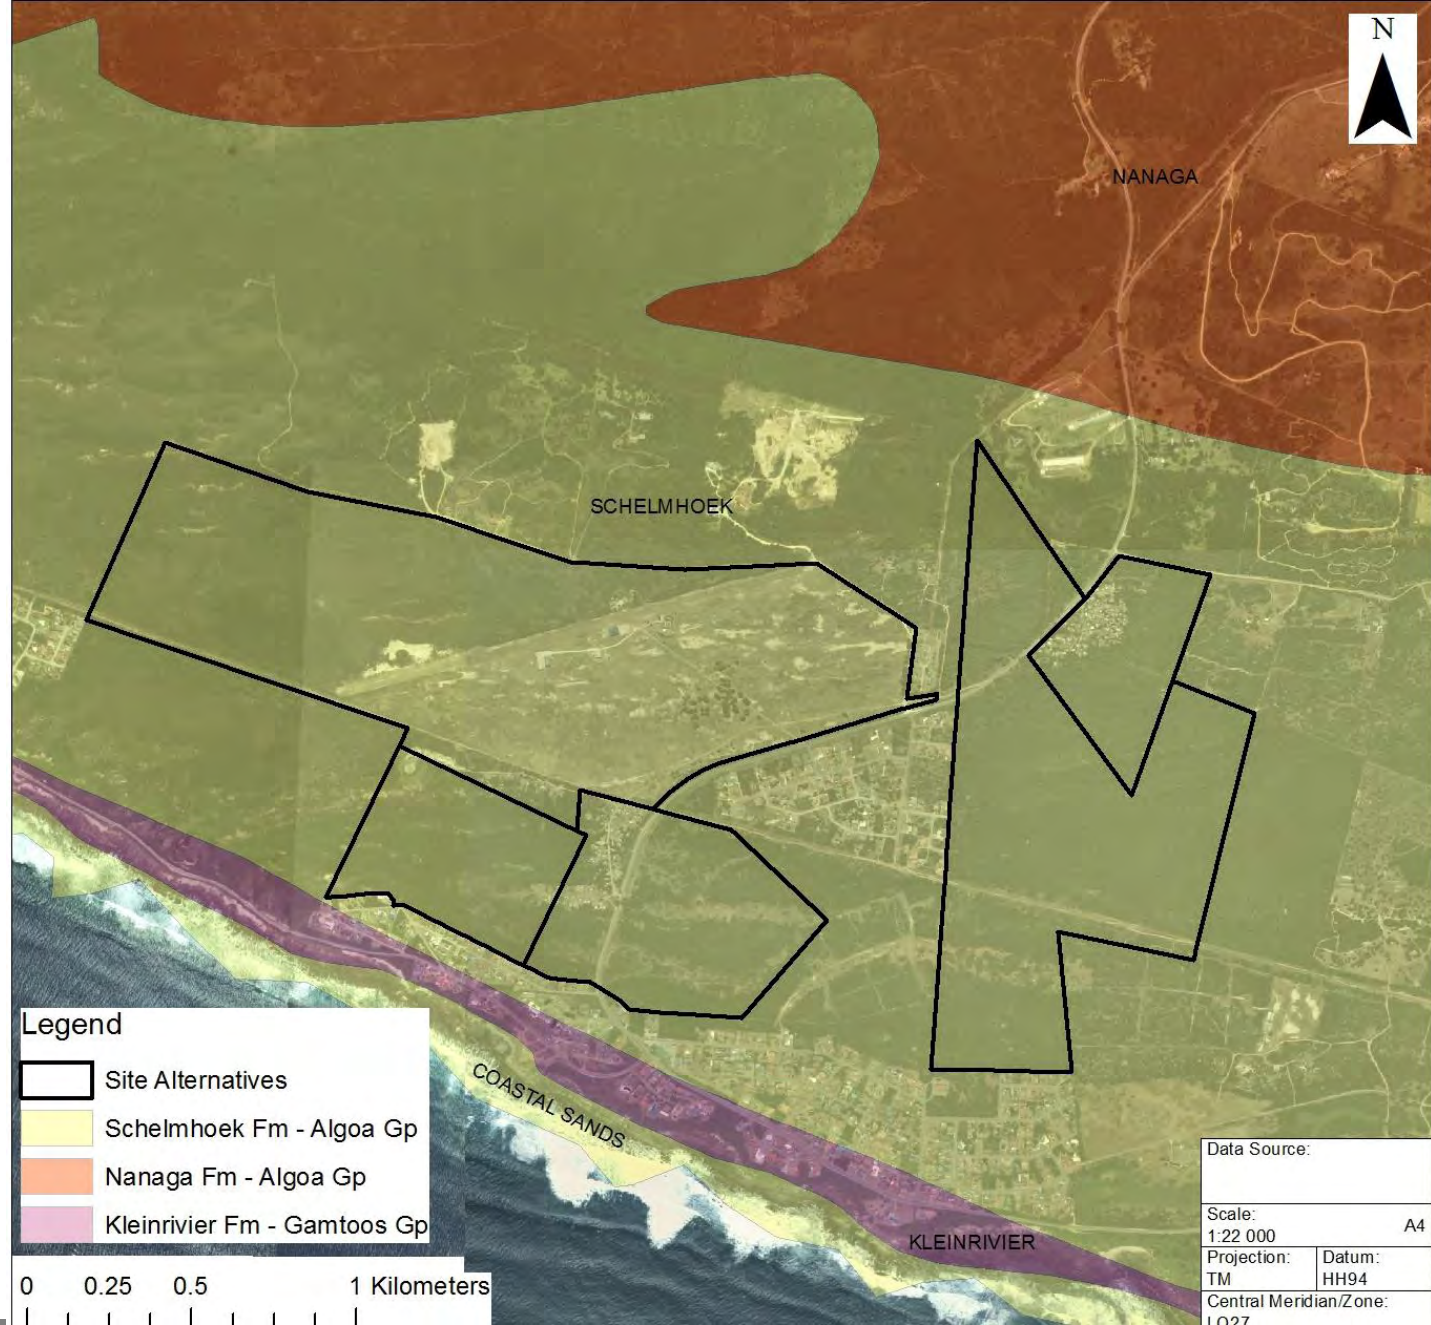 N
NANAGA
SCHELMHOEK
COASTAL SANDS
KLEINRIVIER
Legend
Site Alternatives
Schelmhoek Fm - Algoa Gp
Nanaga Fm - Algoa Gp
Kleinrivier Fm - Gamtoos Gp
0 0.25 0.5 1 Kilometers
Data Source:
Scale:
1:22 000 A4
Projection: Datum:
TM HH94
Central Meridian/Zone:
LO27